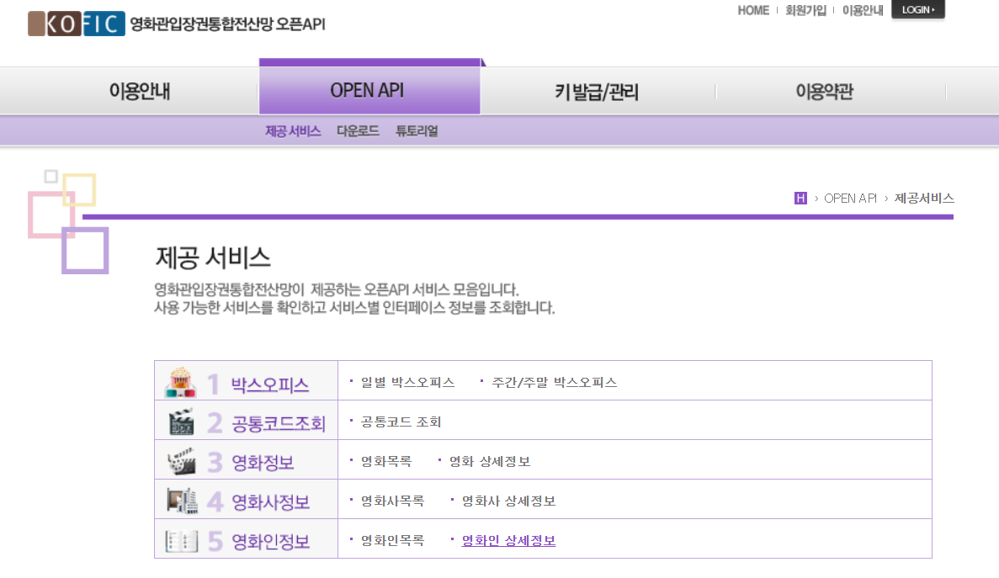 HOME 회원가입 이용안내 LOGIN
KOFIC 영화관입장권통합전산망 오픈API
이용안내 OPEN API 키 발급/관리 이용약관
제공 서비스 다운로드 튜토리얼
H › OPEN API › 제공서비스
제공 서비스
영화관입장권통합전산망이 제공하는 오픈API 서비스 모음입니다.
사용 가능한 서비스를 확인하고 서비스별 인터페이스 정보를 조회합니다.
1 박스오피스 · 일별 박스오피스 · 주간/주말 박스오피스
2 공통코드조회 · 공통코드 조회
3 영화정보 · 영화목록 · 영화 상세정보
4 영화사정보 · 영화사목록 · 영화사 상세정보
5 영화인정보 · 영화인목록 · 영화인 상세정보